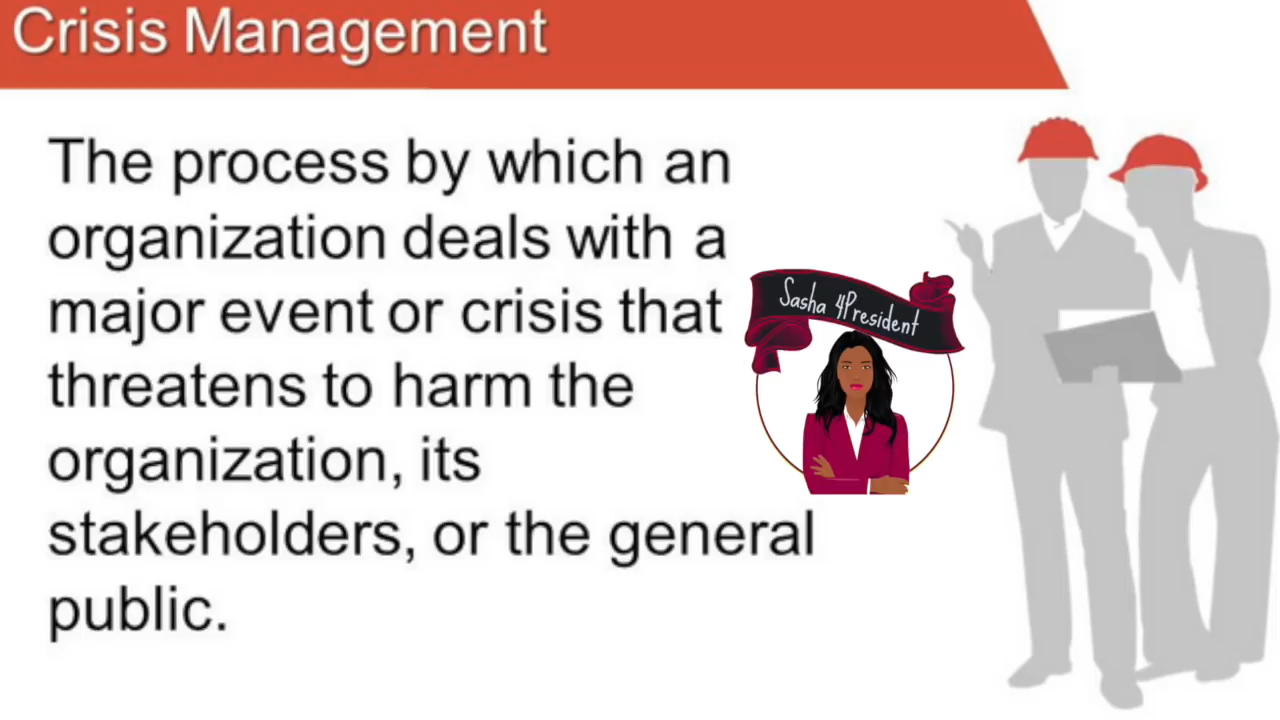 Crisis Management
The process by which an
organization deals with a
major event or crisis that
threatens to harm the
organization, its
stakeholders, or the general
public.
Sasha 4President